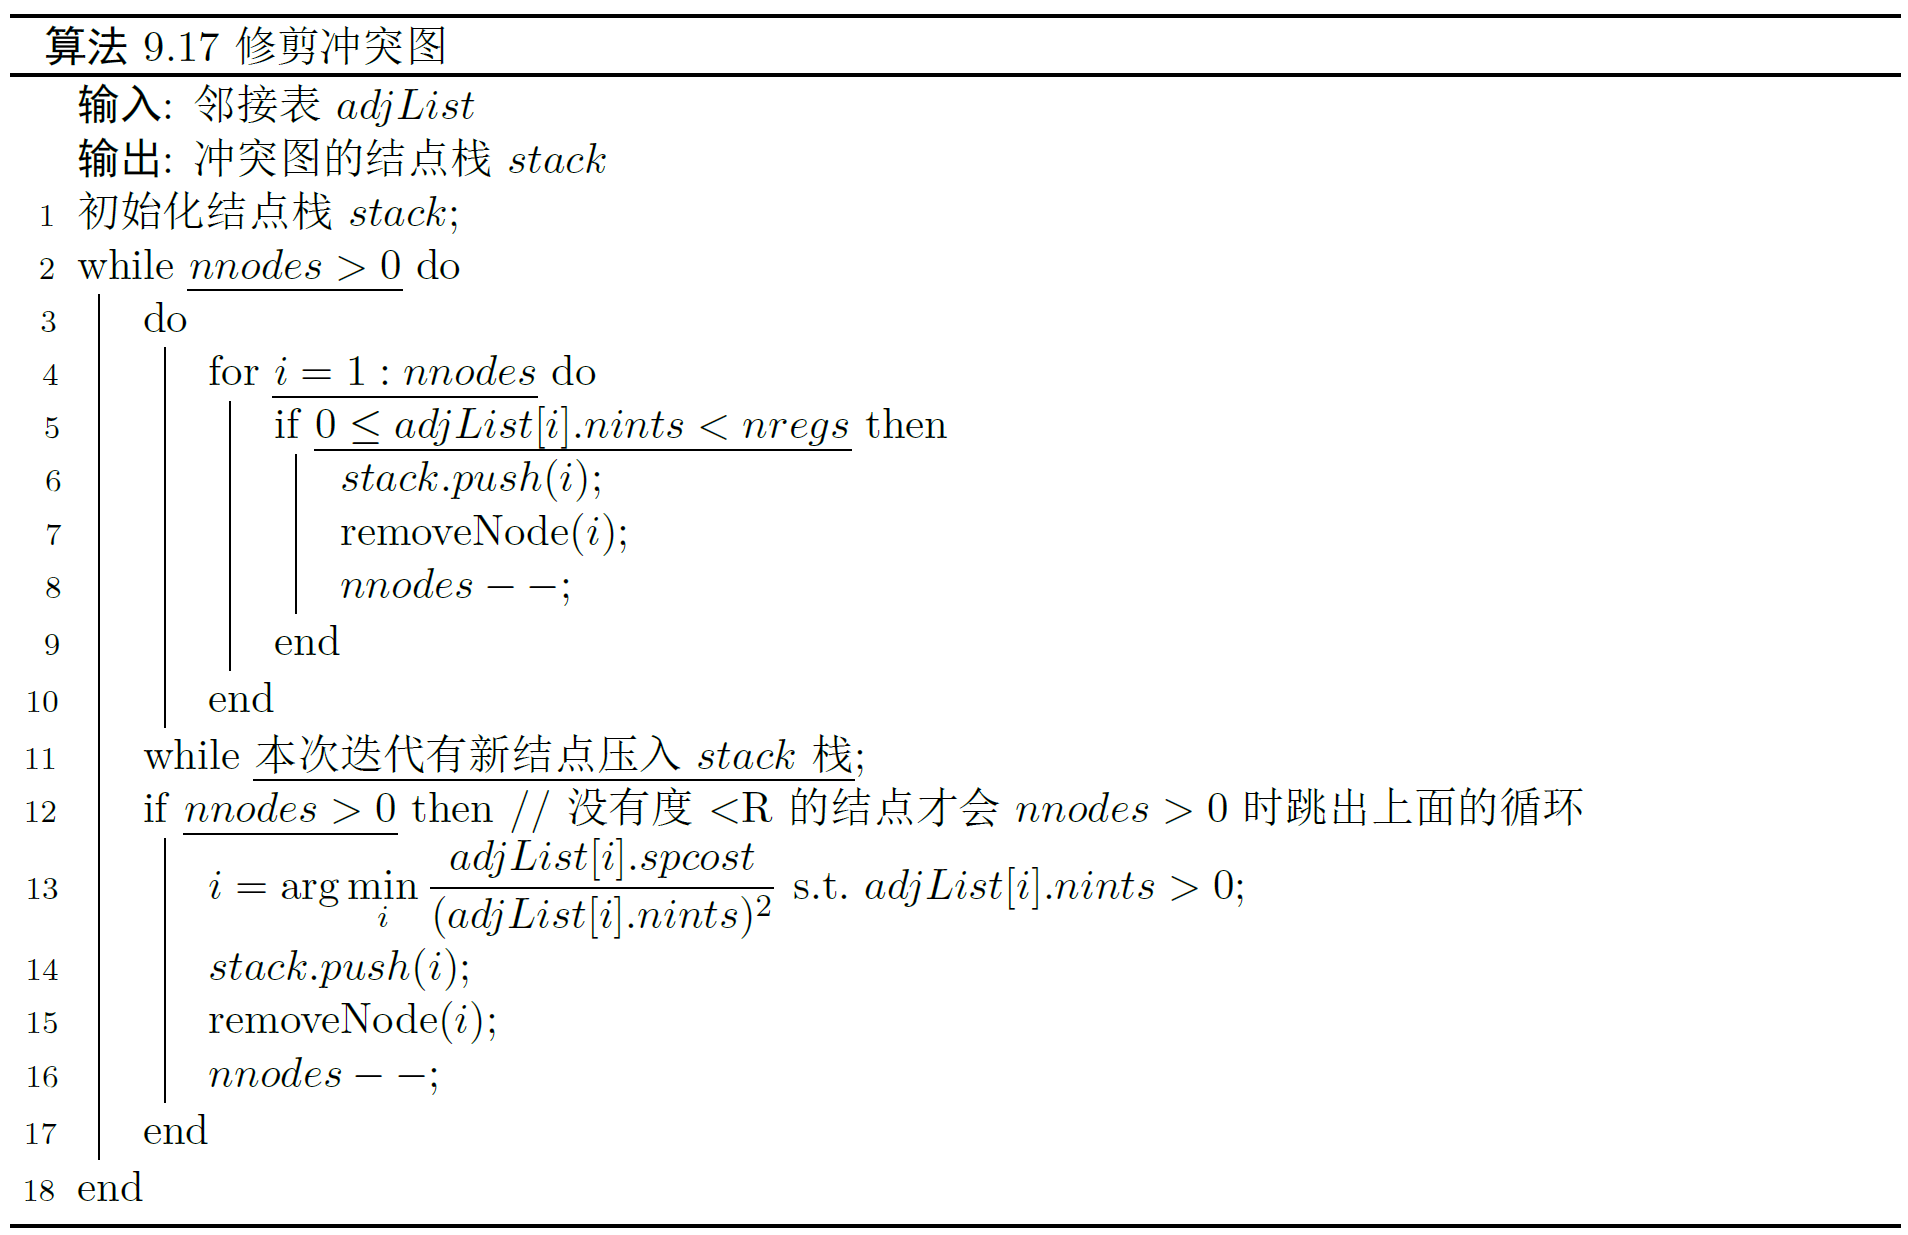 算法 9.17 修剪冲突图
输入: 邻接表 adjList
输出: 冲突图的结点栈 stack
1 初始化结点栈 stack;
2 while nnodes > 0 do
3 do
4 for i = 1 : nnodes do
5 if 0 ≤ adjList[i].nints < nregs then
6 stack.push(i);
7 removeNode(i);
8 nnodes − −;
9 end
10 end
11 while 本次迭代有新结点压入 stack 栈;
12 if nnodes > 0 then // 没有度 <R 的结点才会 nnodes > 0 时跳出上面的循环
13 i = arg min_i \frac{adjList[i].spcost}{(adjList[i].nints)^2} s.t. adjList[i].nints > 0;
14 stack.push(i);
15 removeNode(i);
16 nnodes − −;
17 end
18 end